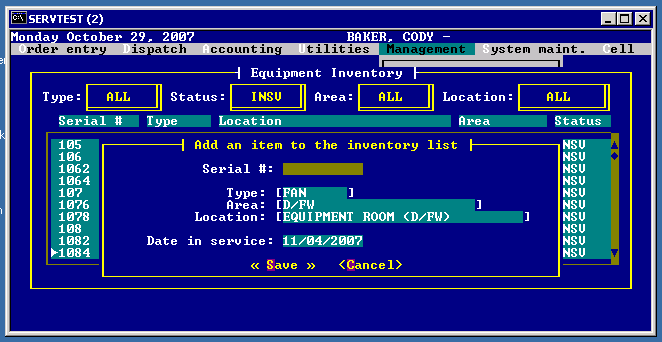 SERVTEST (2)
Monday October 29, 2007 BAKER, CODY -
Order entry Dispatch Accounting Utilities Management System maint. Cell
Equipment Inventory
Type: ALL Status: INSV Area: ALL Location: ALL
Serial # Type Location Area Status
105 NSV
106 NSV
1062 NSV
1064 NSV
107 NSV
1076 NSV
1078 NSV
108 NSV
1082 NSV
1084 NSV
Add an item to the inventory list
Serial #:
Type: [FAN ]
Area: [D/FW ]
Location: [EQUIPMENT ROOM (D/FW) ]
Date in service: 11/04/2007
« Save » <Cancel>